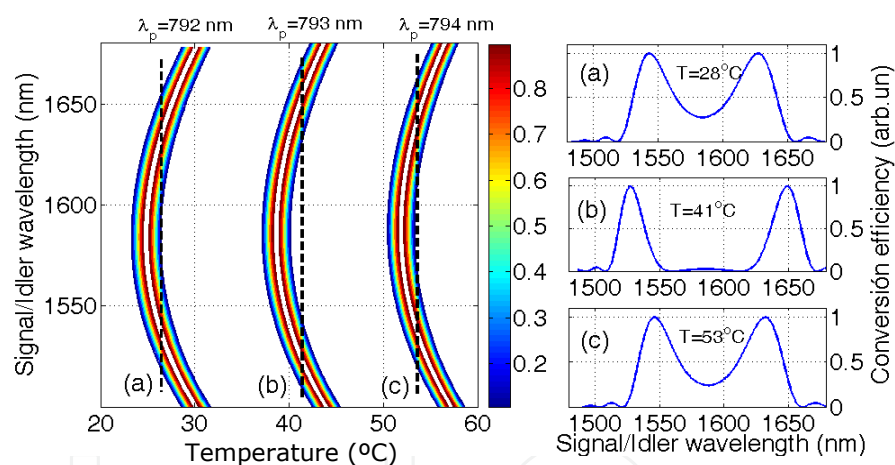 λp=792 nm λp=793 nm λp=794 nm
Signal/Idler wavelength (nm)
1650
1600
1550
(a) (b) (c)
20 30 40 50 60
Temperature (ºC)
0.8
0.7
0.6
0.5
0.4
0.3
0.2
(a)
T=28°C
1
0.5
0
1500 1550 1600 1650
(b)
T=41°C
1
0.5
0
1500 1550 1600 1650
(c)
T=53°C
1
0.5
0
1500 1550 1600 1650
Signal/Idler wavelength (nm)
Conversión efficiency (arb.un)